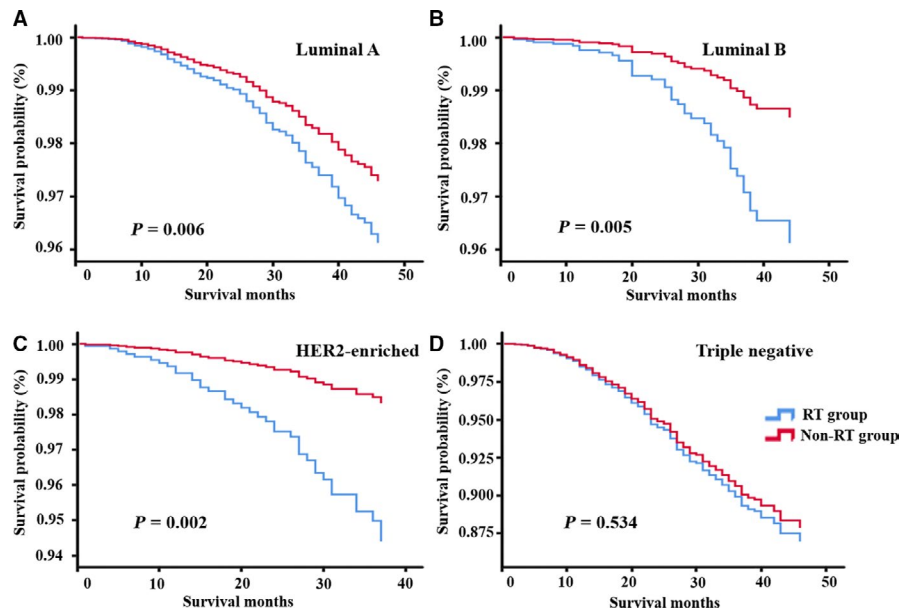 A
Luminal A
Survival probability (%)
1.00
0.99
0.98
0.97
0.96
P = 0.006
0 10 20 30 40 50
Survival months
B
Luminal B
Survival probability (%)
1.00
0.99
0.98
0.97
0.96
P = 0.005
0 10 20 30 40 50
Survival months
C
HER2-enriched
Survival probability (%)
1.00
0.99
0.98
0.97
0.96
0.95
0.94
P = 0.002
0 10 20 30 40
Survival months
D
Triple negative
Survival probability (%)
1.00
0.975
0.950
0.925
0.900
0.875
RT group
Non-RT group
P = 0.534
0 10 20 30 40 50
Survival months